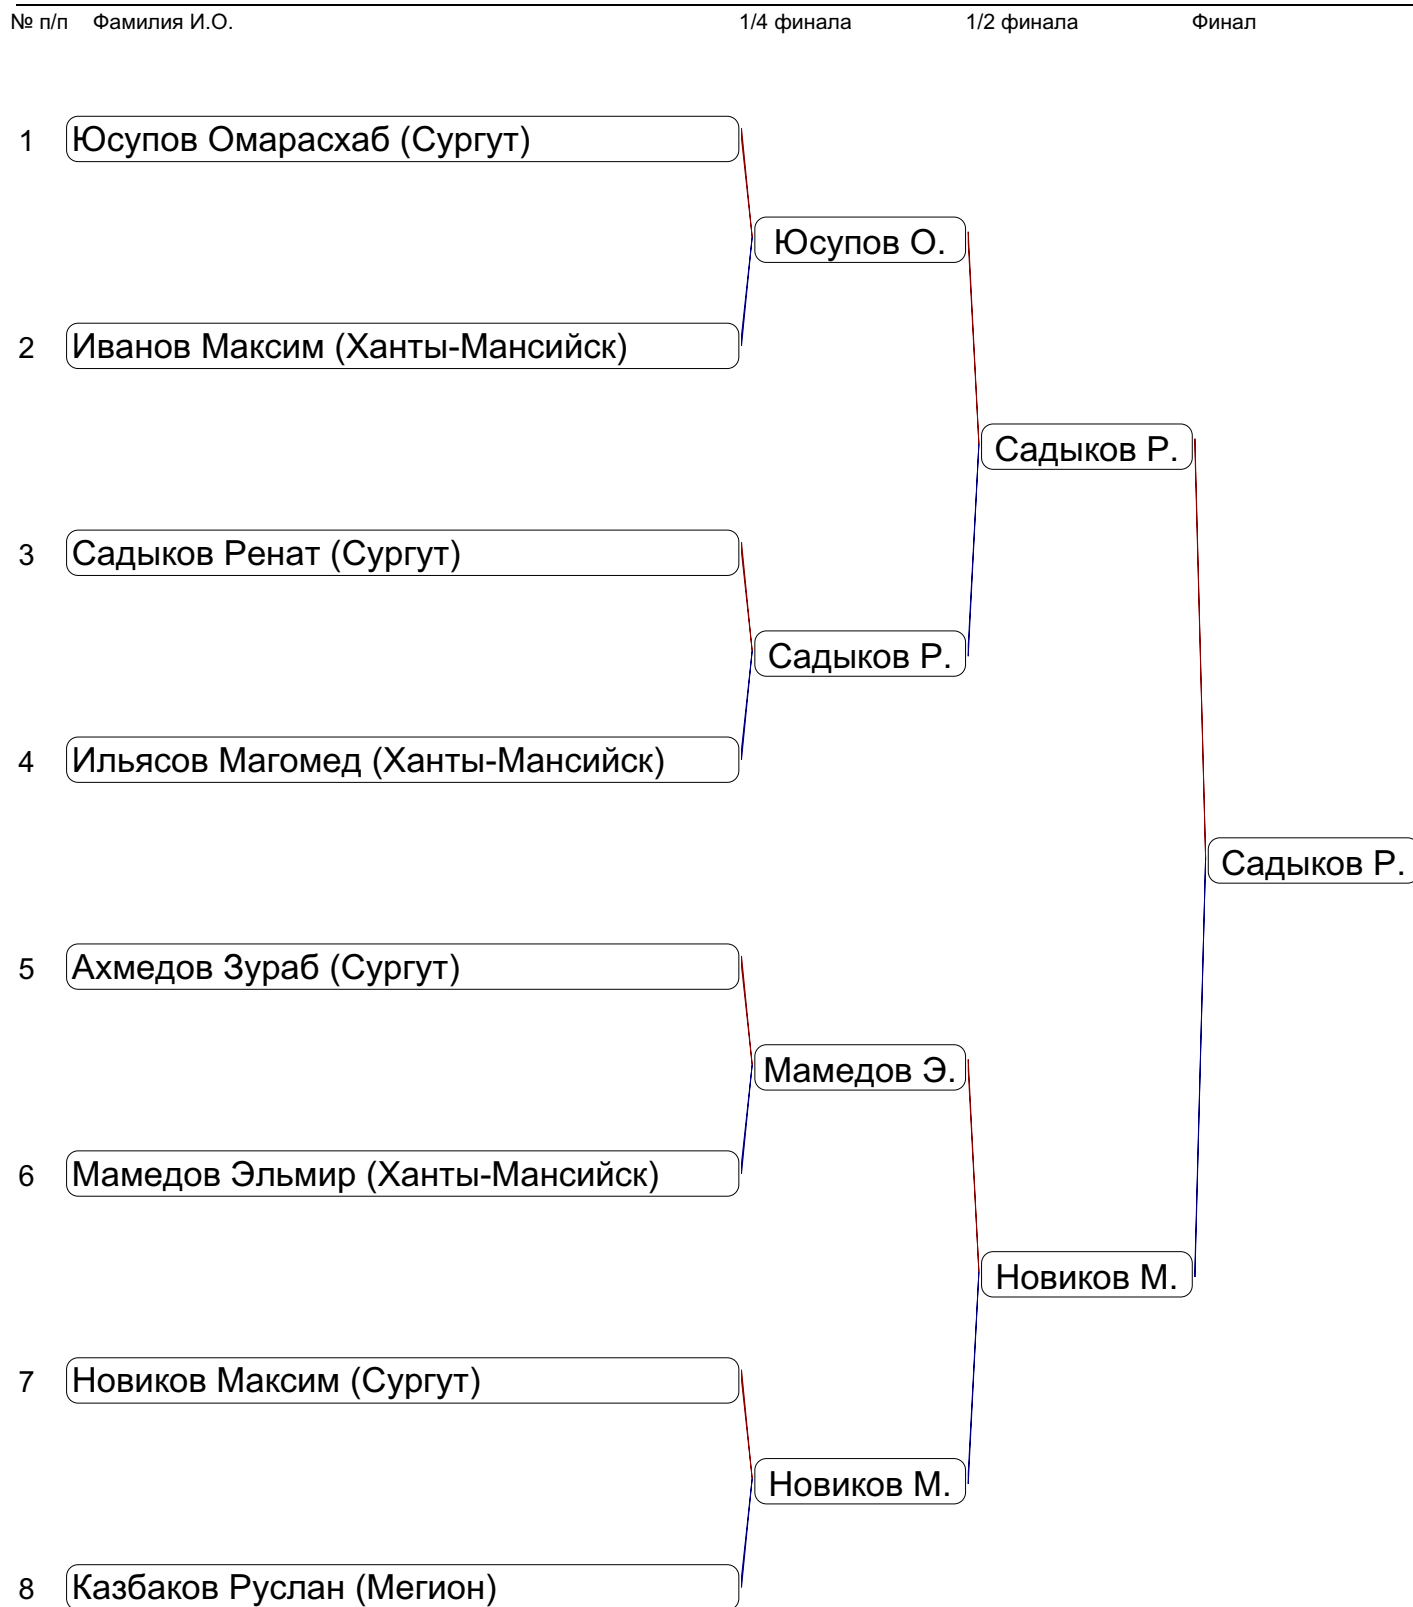 № п/п Фамилия И.О. 1/4 финала 1/2 финала Финал
1 Юсупов Омарасхаб (Сургут)
Юсупов О.
2 Иванов Максим (Ханты-Мансийск)
Садыков Р.
3 Садыков Ренат (Сургут)
Садыков Р.
4 Ильясов Магомед (Ханты-Мансийск)
Садыков Р.
5 Ахмедов Зураб (Сургут)
Мамедов Э.
6 Мамедов Эльмир (Ханты-Мансийск)
Новиков М.
7 Новиков Максим (Сургут)
Новиков М.
8 Казбаков Руслан (Мегион)